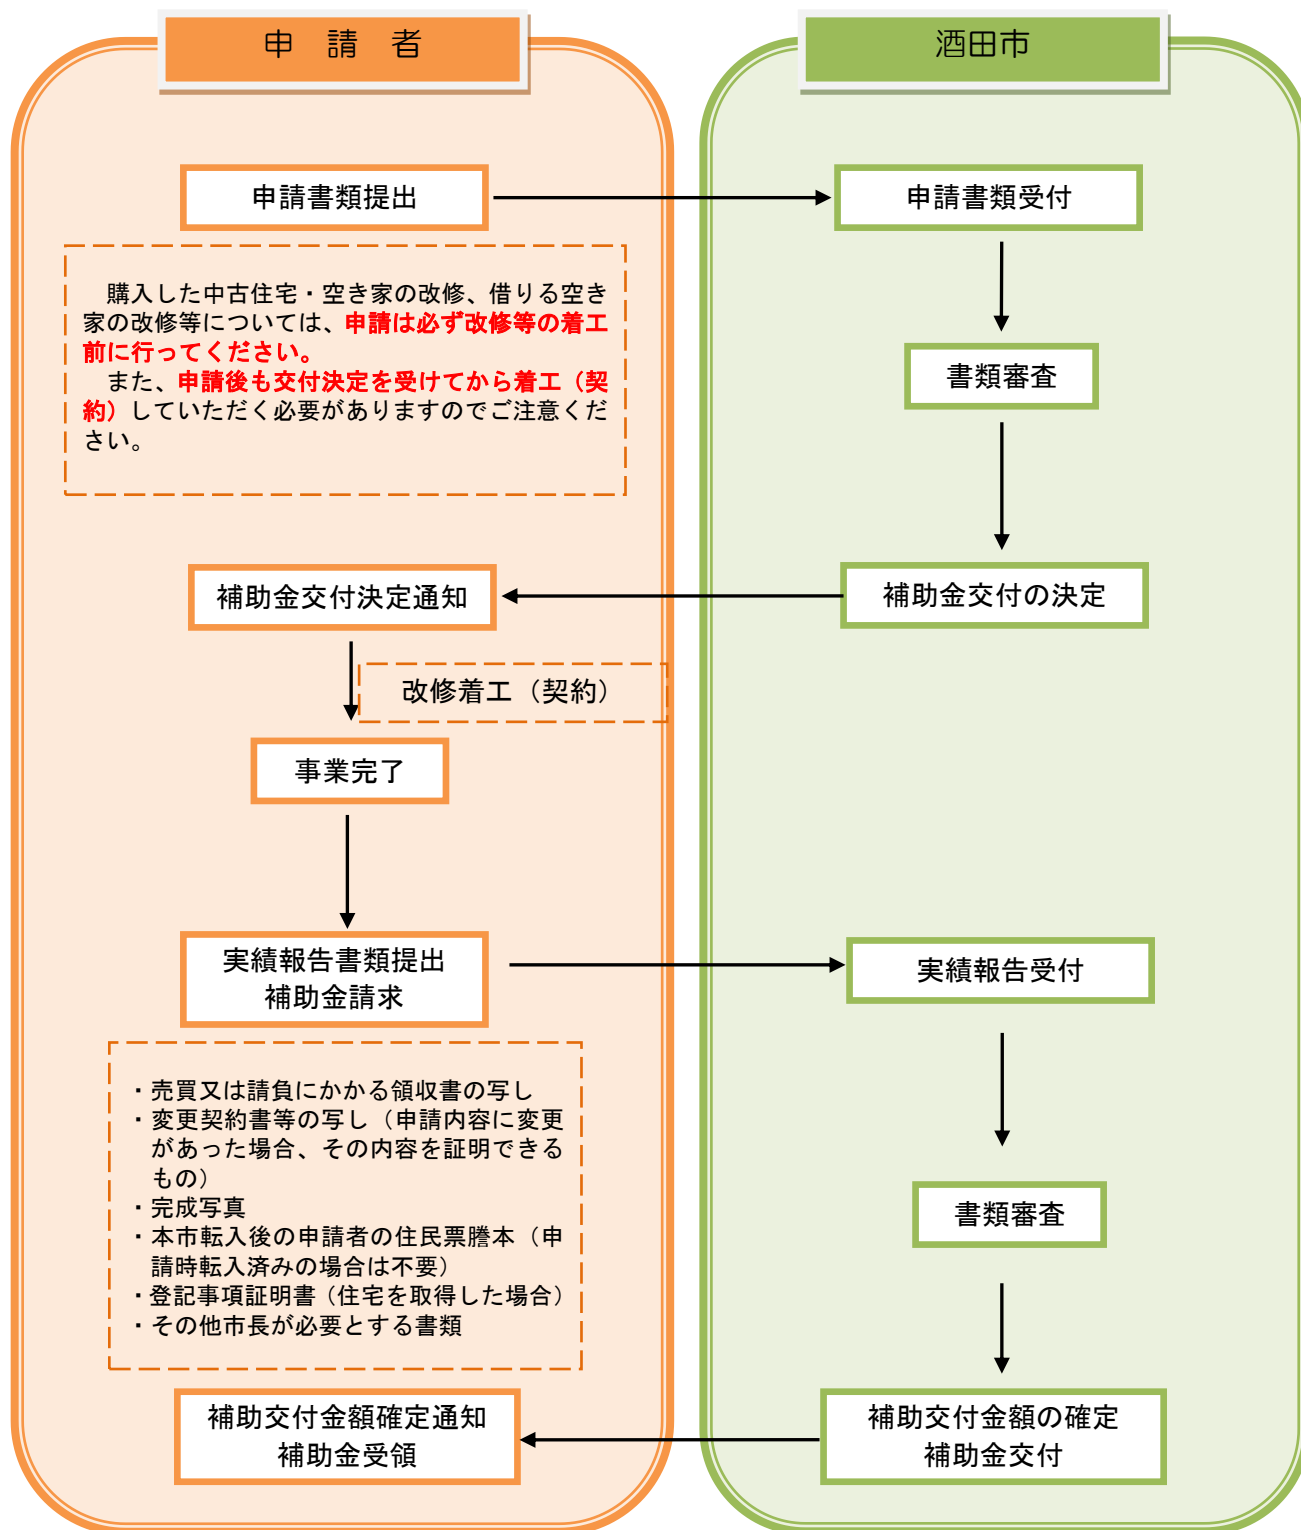 申　請　者
酒田市
申請書類提出
申請書類受付
購入した中古住宅・空き家の改修、借りる空き
家の改修等については、申請は必ず改修等の着工
前に行ってください。
また、申請後も交付決定を受けてから着工（契
約）していただく必要がありますのでご注意くだ
さい。
書類審査
補助金交付決定通知
補助金交付の決定
改修着工（契約）
事業完了
実績報告書類提出
補助金請求
実績報告受付
・売買又は請負にかかる領収書の写し
・変更契約書等の写し（申請内容に変更
があった場合、その内容を証明できる
もの）
・完成写真
・本市転入後の申請者の住民票謄本（申
請時転入済みの場合は不要）
・登記事項証明書（住宅を取得した場合）
・その他市長が必要とする書類
書類審査
補助交付金額確定通知
補助金受領
補助交付金額の確定
補助金交付